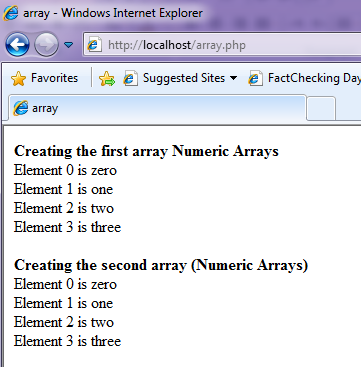 array - Windows Internet Explorer
http://localhost/array.php
Favorites Suggested Sites FactChecking Day
array
Creating the first array Numeric Arrays
Element 0 is zero
Element 1 is one
Element 2 is two
Element 3 is three
Creating the second array (Numeric Arrays)
Element 0 is zero
Element 1 is one
Element 2 is two
Element 3 is three